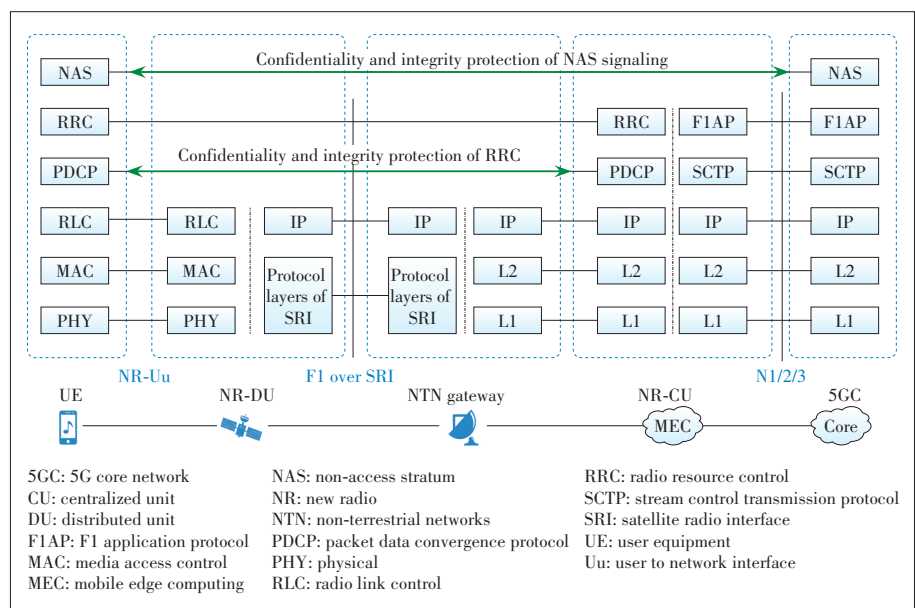 Confidentiality and integrity protection of NAS signaling
NAS NAS
RRC RRC F1AP F1AP
Confidentiality and integrity protection of RRC
PDCP PDCP SCTP SCTP
RLC RLC IP IP IP IP IP IP
MAC MAC Protocol layers of SRI Protocol layers of SRI L2 L2 L2 L2
PHY PHY L1 L1 L1 L1
NR-Uu F1 over SRI N1/2/3
UE NR-DU NTN gateway NR-CU 5GC
MEC Core
5GC: 5G core network
CU: centralized unit
DU: distributed unit
F1AP: F1 application protocol
MAC: media access control
MEC: mobile edge computing
NAS: non-access stratum
NR: new radio
NTN: non-terrestrial networks
PDCP: packet data convergence protocol
PHY: physical
RLC: radio link control
RRC: radio resource control
SCTP: stream control transmission protocol
SRI: satellite radio interface
UE: user equipment
Uu: user to network interface